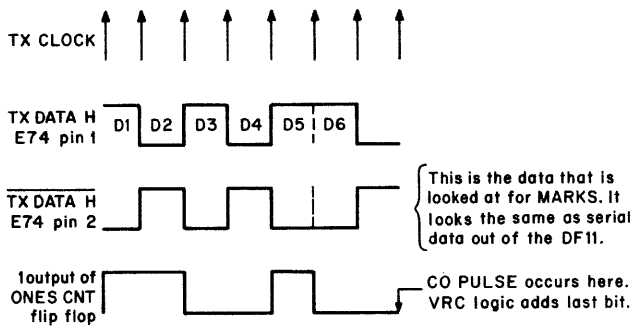 TX CLOCK
TX DATA H
E74 pin 1
D1 D2 D3 D4 D5 D6
TX DATA H
E74 pin 2
This is the data that is
looked at for MARKS. It
looks the same as serial
data out of the DF11.
1 output of
ONES CNT
flip flop
CO PULSE occurs here.
VRC logic adds last bit.